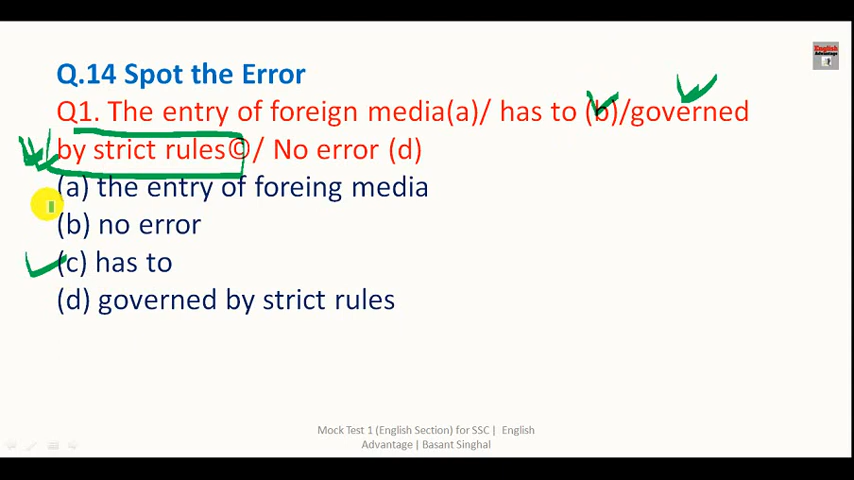 English
Advantage
Q.14 Spot the Error
Q1. The entry of foreign media(a)/ has to (b)/governed
by strict rules©/ No error (d)
(a) the entry of foreing media
(b) no error
(c) has to
(d) governed by strict rules
Mock Test 1 (English Section) for SSC | English
Advantage | Basant Singhal